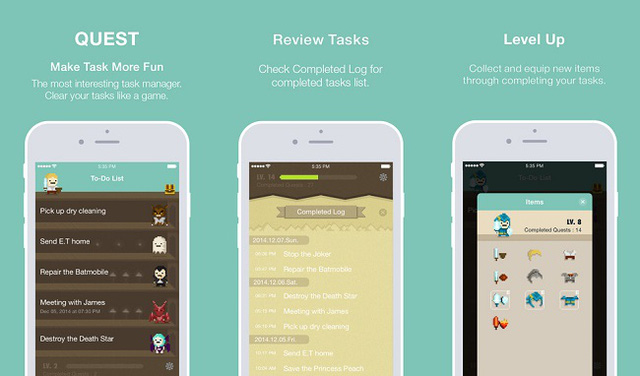 QUEST
Make Task More Fun
The most interesting task manager.
Clear your tasks like a game.
5:35 PM
To-Do List
Pick up dry cleaning
Send E.T home
Repair the Batmobile
Meeting with James
Dec 30, 2014 at 07:30 PM
Destroy the Death Star
LV. 3
Review Tasks
Check Completed Log for
completed tasks list.
5:35 PM
LV. 14
Completed Log
2014.12.07.Sun.
Stop the Joker
Repair the Batmobile
2014.12.06.Sat.
Destroy the Death Star
Meeting with James
Pick up dry cleaning
2014.12.05.Fri.
Send E.T home
Save the Princess Peach
Level Up
Collect and equip new items
through completing your tasks.
5:35 PM
To-Do List
Items
LV. 8
Completed Quests : 14